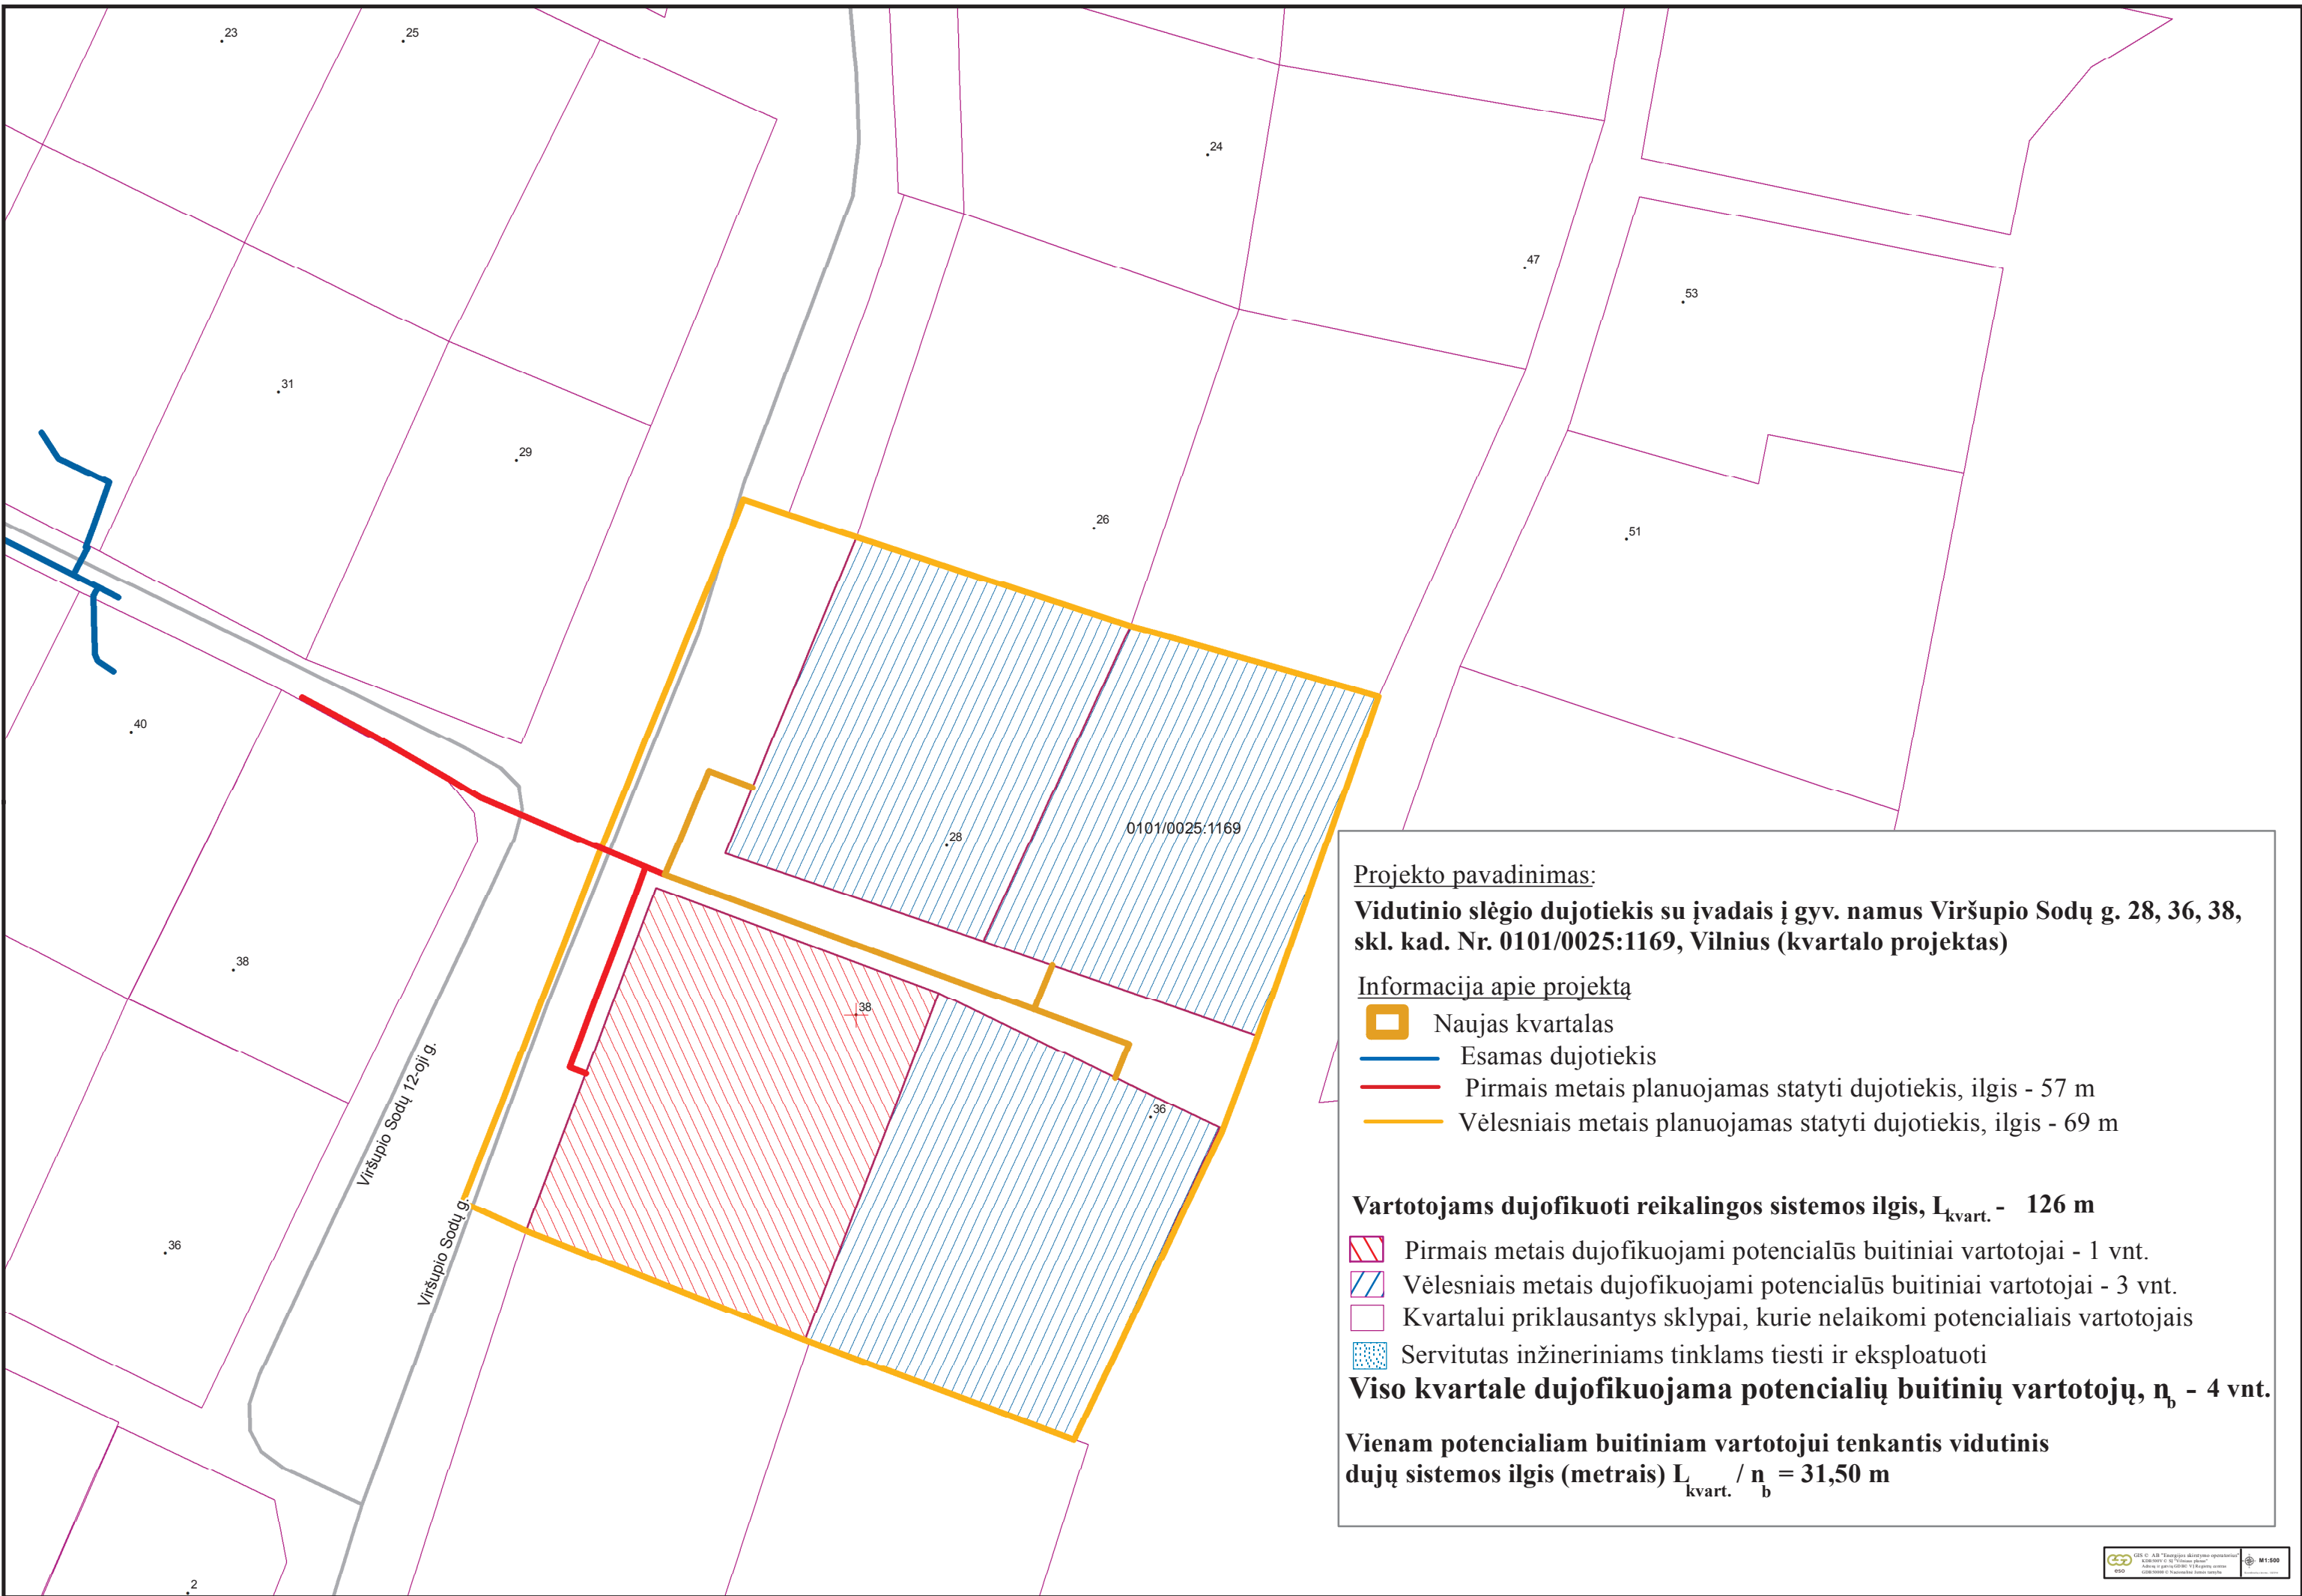 23
25
24
47
53
31
29
26
51
40
28
0101/0025:1169
38
38
36
36
2
Viršupio Sodų 12-oji g.
Viršupio Sodų g.
Projekto pavadinimas:
Vidutinio slėgio dujotiekis su įvadais į gyv. namus Viršupio Sodų g. 28, 36, 38,
skl. kad. Nr. 0101/0025:1169, Vilnius (kvartalo projektas)
Informacija apie projektą
Naujas kvartalas
Esamas dujotiekis
Pirmais metais planuojamas statyti dujotiekis, ilgis - 57 m
Vėlesniais metais planuojamas statyti dujotiekis, ilgis - 69 m
Vartotojams dujofikuoti reikalingos sistemos ilgis, Lkvart. - 126 m
Pirmais metais dujofikuojami potencialūs buitiniai vartotojai - 1 vnt.
Vėlesniais metais dujofikuojami potencialūs buitiniai vartotojai - 3 vnt.
Kvartalui priklausantys sklypai, kurie nelaikomi potencialiais vartotojais
Servitutas inžineriniams tinklams tiesti ir eksploatuoti
Viso kvartale dujofikuojama potencialių buitinių vartotojų, nb - 4 vnt.
Vienam potencialiam buitiniam vartotojui tenkantis vidutinis
dujų sistemos ilgis (metrais) Lkvart. / nb = 31,50 m
eso
GIS © AB "Energijos skirstymo operatorius"
M1:500